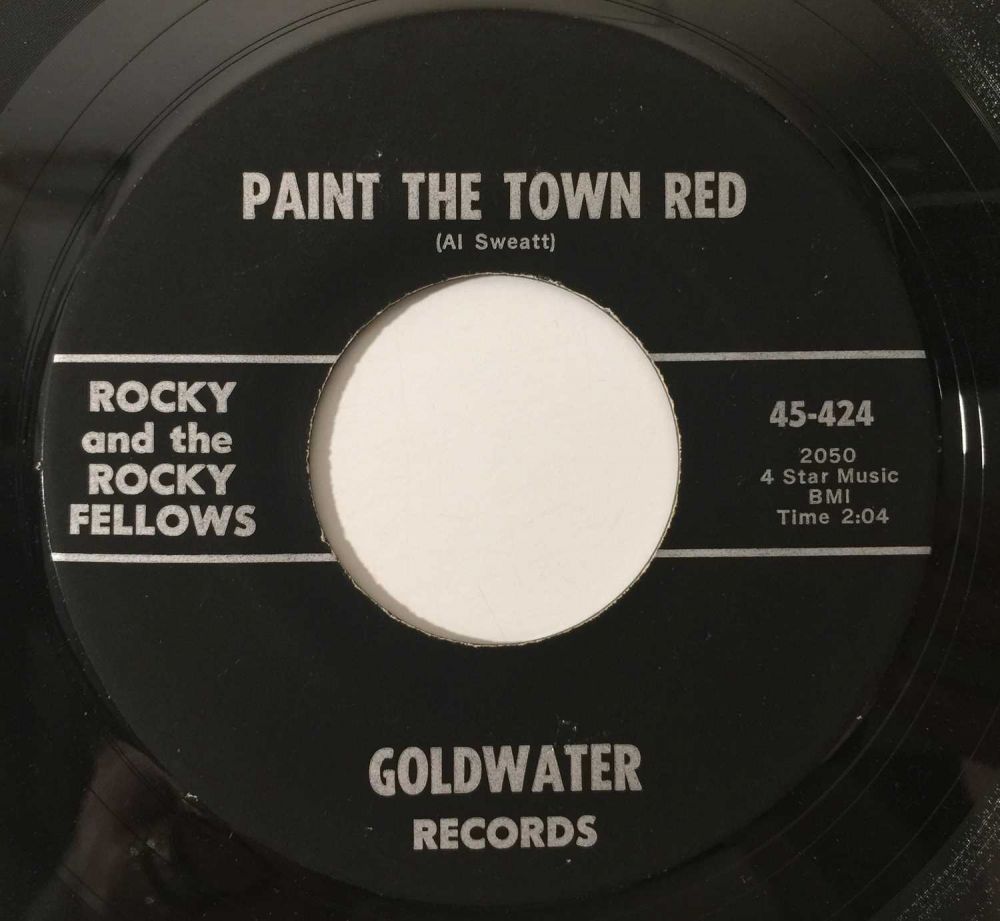 PAINT THE TOWN RED
(Al Sweatt)
ROCKY
and the
ROCKY
FELLOWS
45-424
2050
4 Star Music
BMI
Time 2:04
GOLDWATER
RECORDS